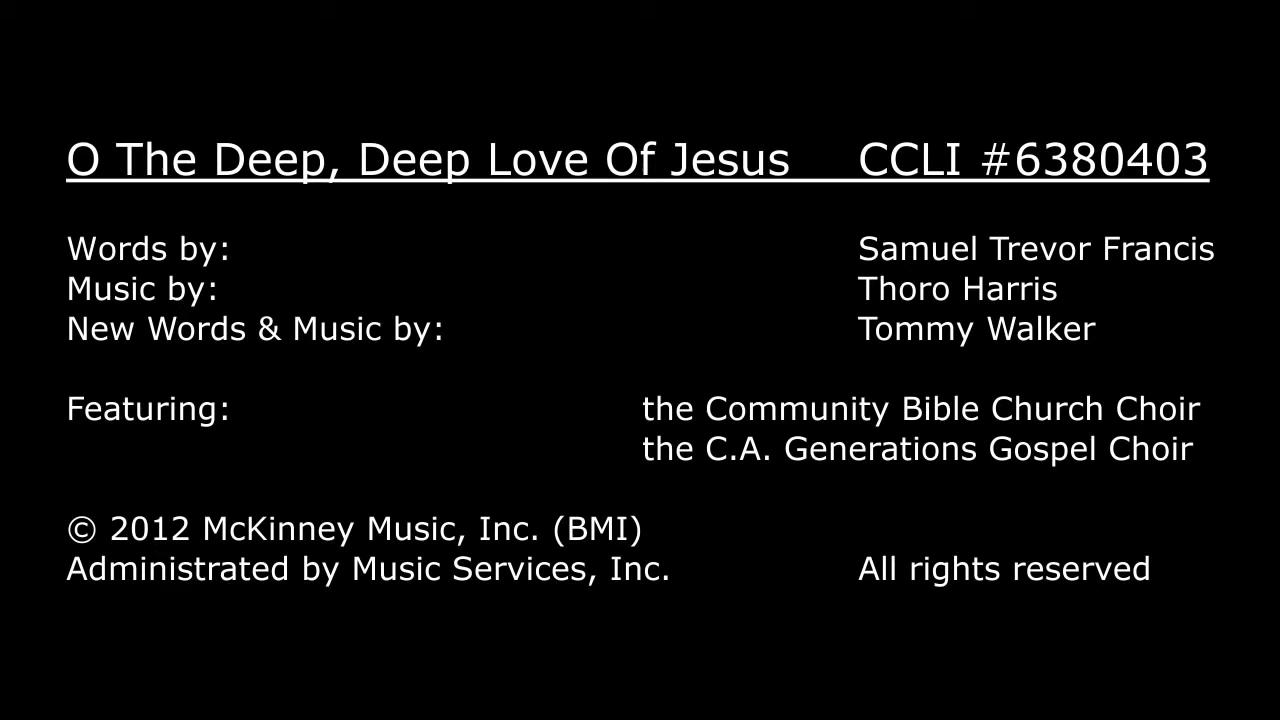 O The Deep, Deep Love Of Jesus CCLI #6380403
Words by: Samuel Trevor Francis
Music by: Thoro Harris
New Words & Music by: Tommy Walker
Featuring: the Community Bible Church Choir
the C.A. Generations Gospel Choir
© 2012 McKinney Music, Inc. (BMI)
Administrated by Music Services, Inc. All rights reserved